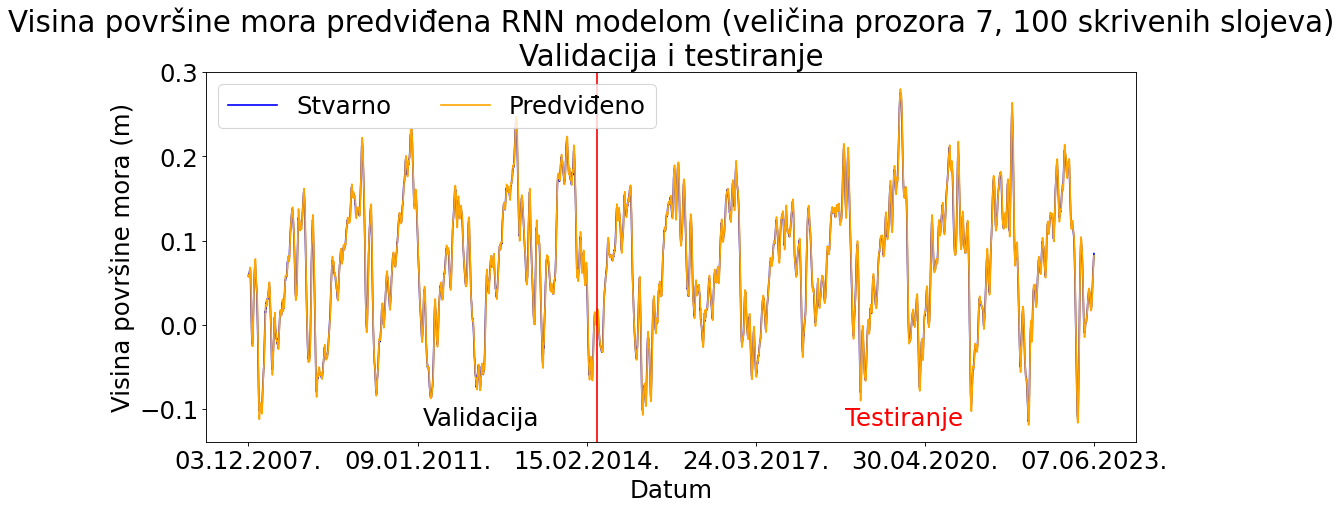 Visina površine mora predviđena RNN modelom (veličina prozora 7, 100 skrivenih slojeva)
Validacija i testiranje
Stvarno
Predviđeno
Visina površine mora (m)
0.3
0.2
0.1
0.0
−0.1
Validacija
Testiranje
03.12.2007.
09.01.2011.
15.02.2014.
24.03.2017.
30.04.2020.
07.06.2023.
Datum